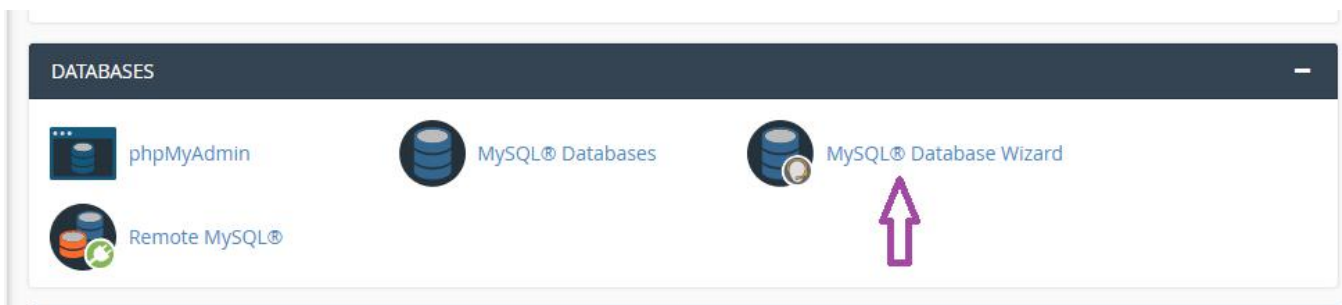 DATABASES
phpMyAdmin
MySQL® Databases
MySQL® Database Wizard
Remote MySQL®